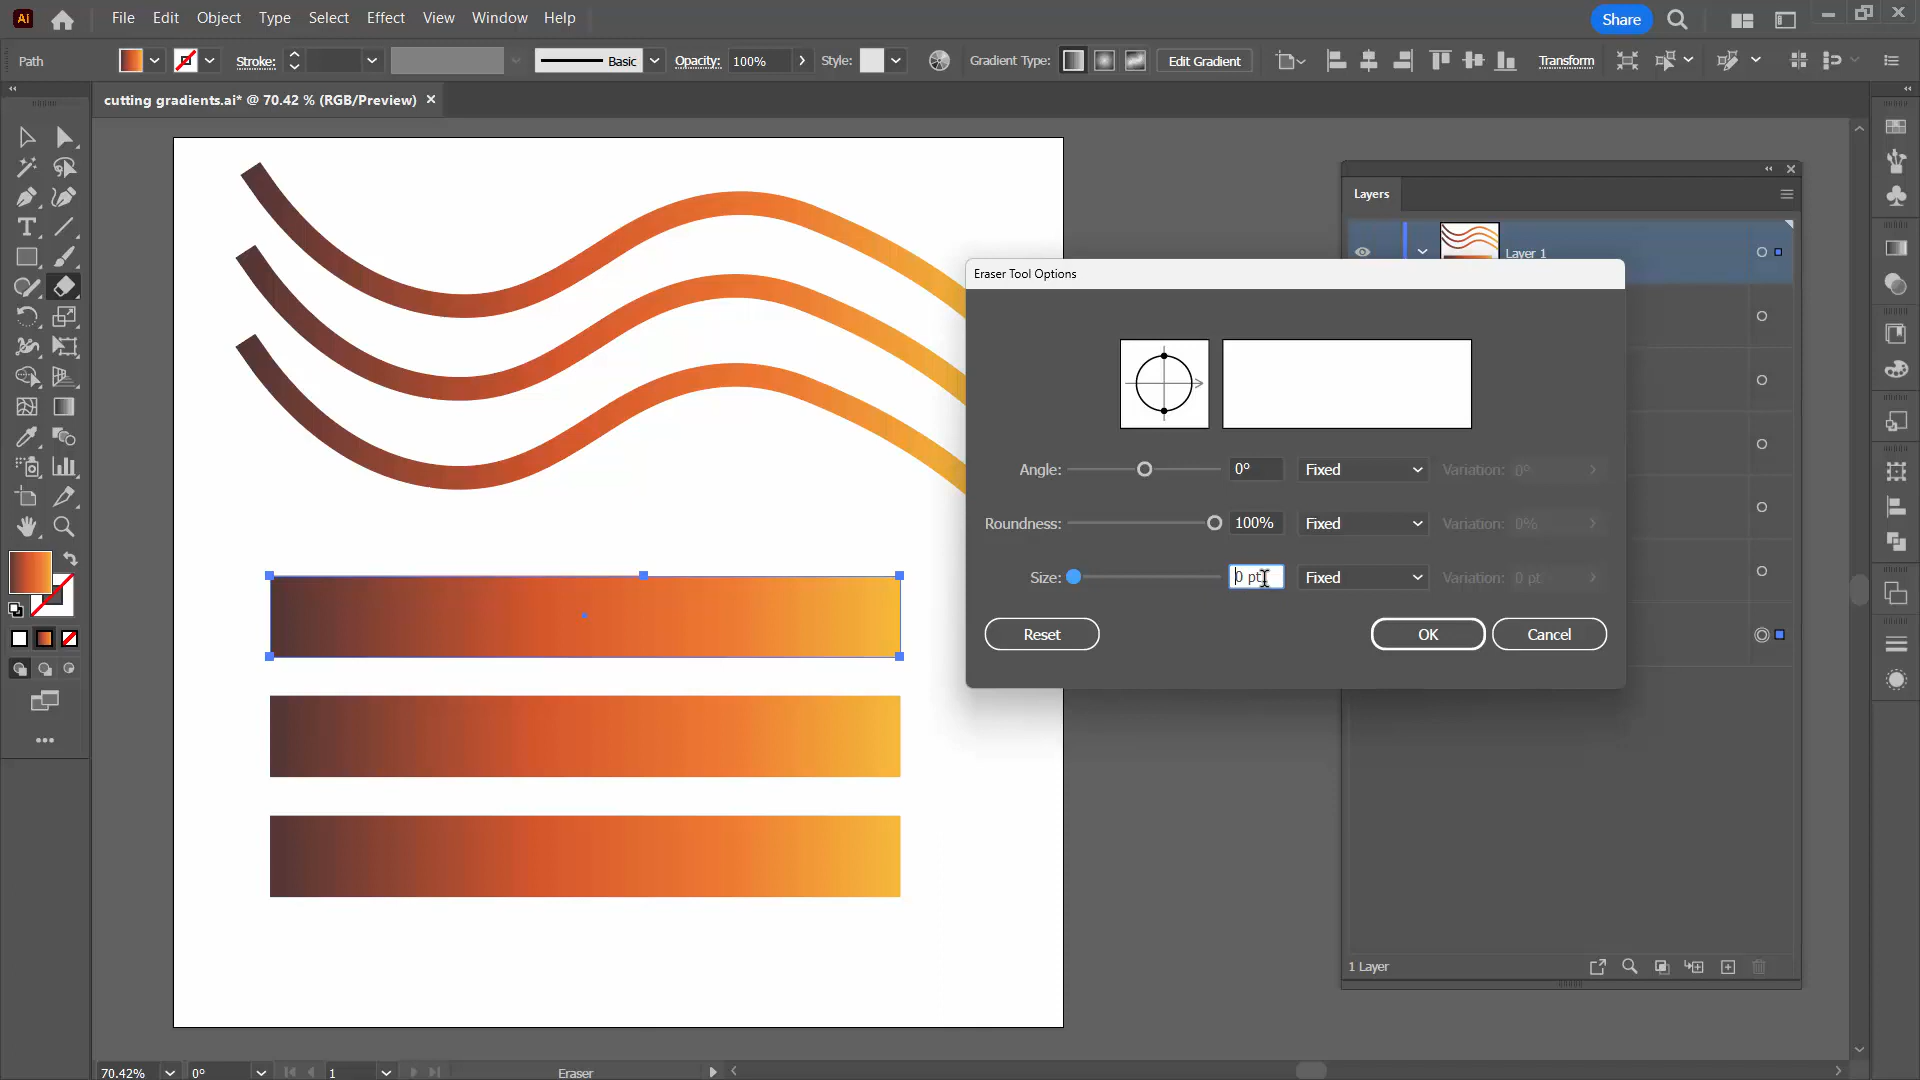 Ai File Edit Object Type Select Effect View Window Help Share
Path Stroke: Basic Opacity: 100% Style: Gradient Type: Edit Gradient Transform
cutting gradients.ai* @ 70.42 % (RGB/Preview)
Layers
Layer 1
Eraser Tool Options
Angle: 0° Fixed Variation: 0°
Roundness: 100% Fixed Variation: 0%
Size: 0 pt Fixed Variation: 0 pt
Reset OK Cancel
1 Layer
70.42% 0° 1 Eraser